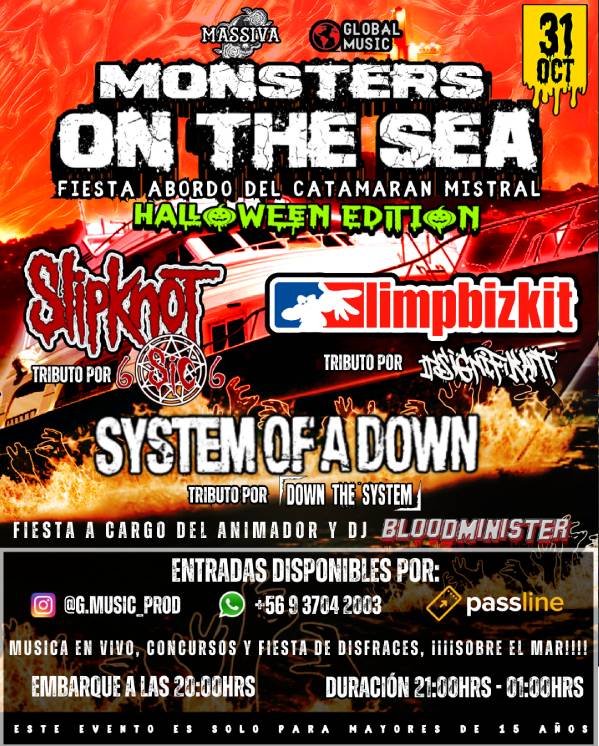 MASSIVA
GLOBAL MUSIC
31 OCT
MONSTERS
ON THE SEA
FIESTA ABORDO DEL CATAMARAN MISTRAL
HALLOWEEN EDITION
SLIPKNOT
TRIBUTO POR 6 SIC 6
limpbizkit
TRIBUTO POR
SYSTEM OF A DOWN
TRIBUTO POR DOWN THE SYSTEM
FIESTA A CARGO DEL ANIMADOR Y DJ BLOODMINISTER
ENTRADAS DISPONIBLES POR:
@G.MUSIC_PROD +56 9 3704 2003 passline
MUSICA EN VIVO, CONCURSOS Y FIESTA DE DISFRACES, ¡¡¡¡SOBRE EL MAR!!!!
EMBARQUE A LAS 20:00HRS DURACIÓN 21:00HRS - 01:00HRS
ESTE EVENTO ES SOLO PARA MAYORES DE 15 AÑOS